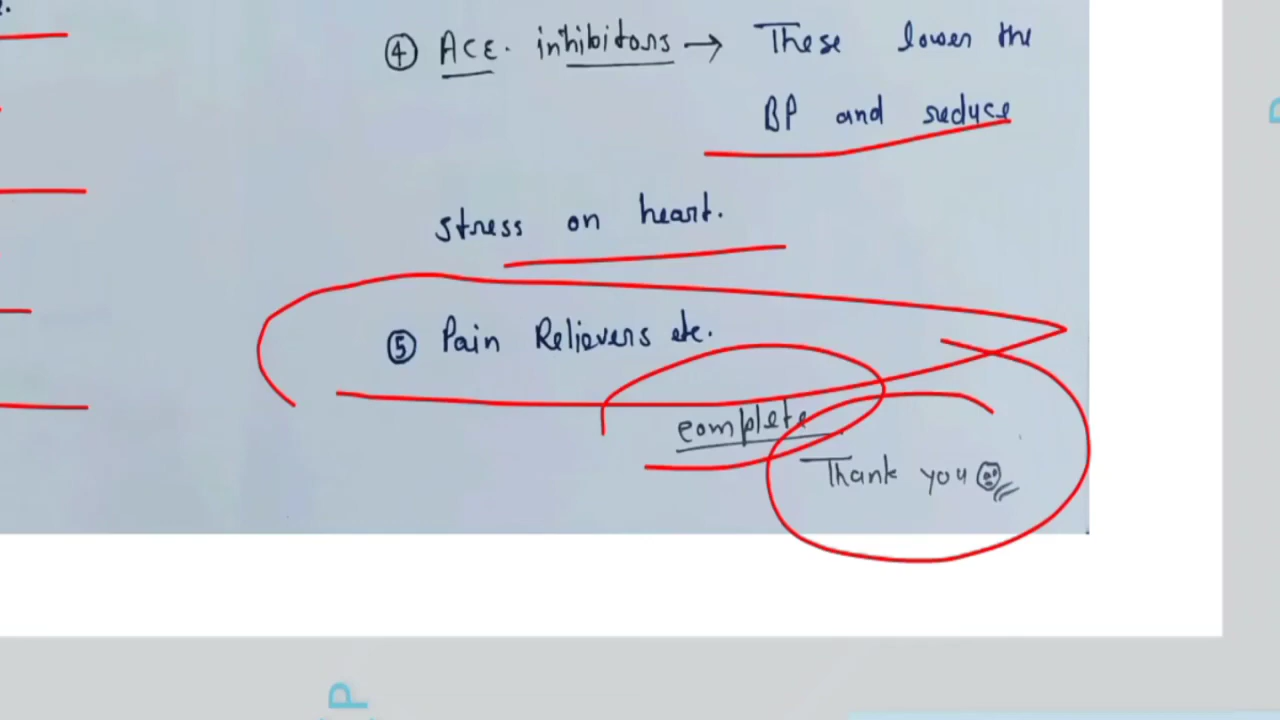 ④ ACE. inhibitors → These lower the
BP and reduce
stress on heart.
⑤ Pain Relievers etc.
complete
Thank you
P